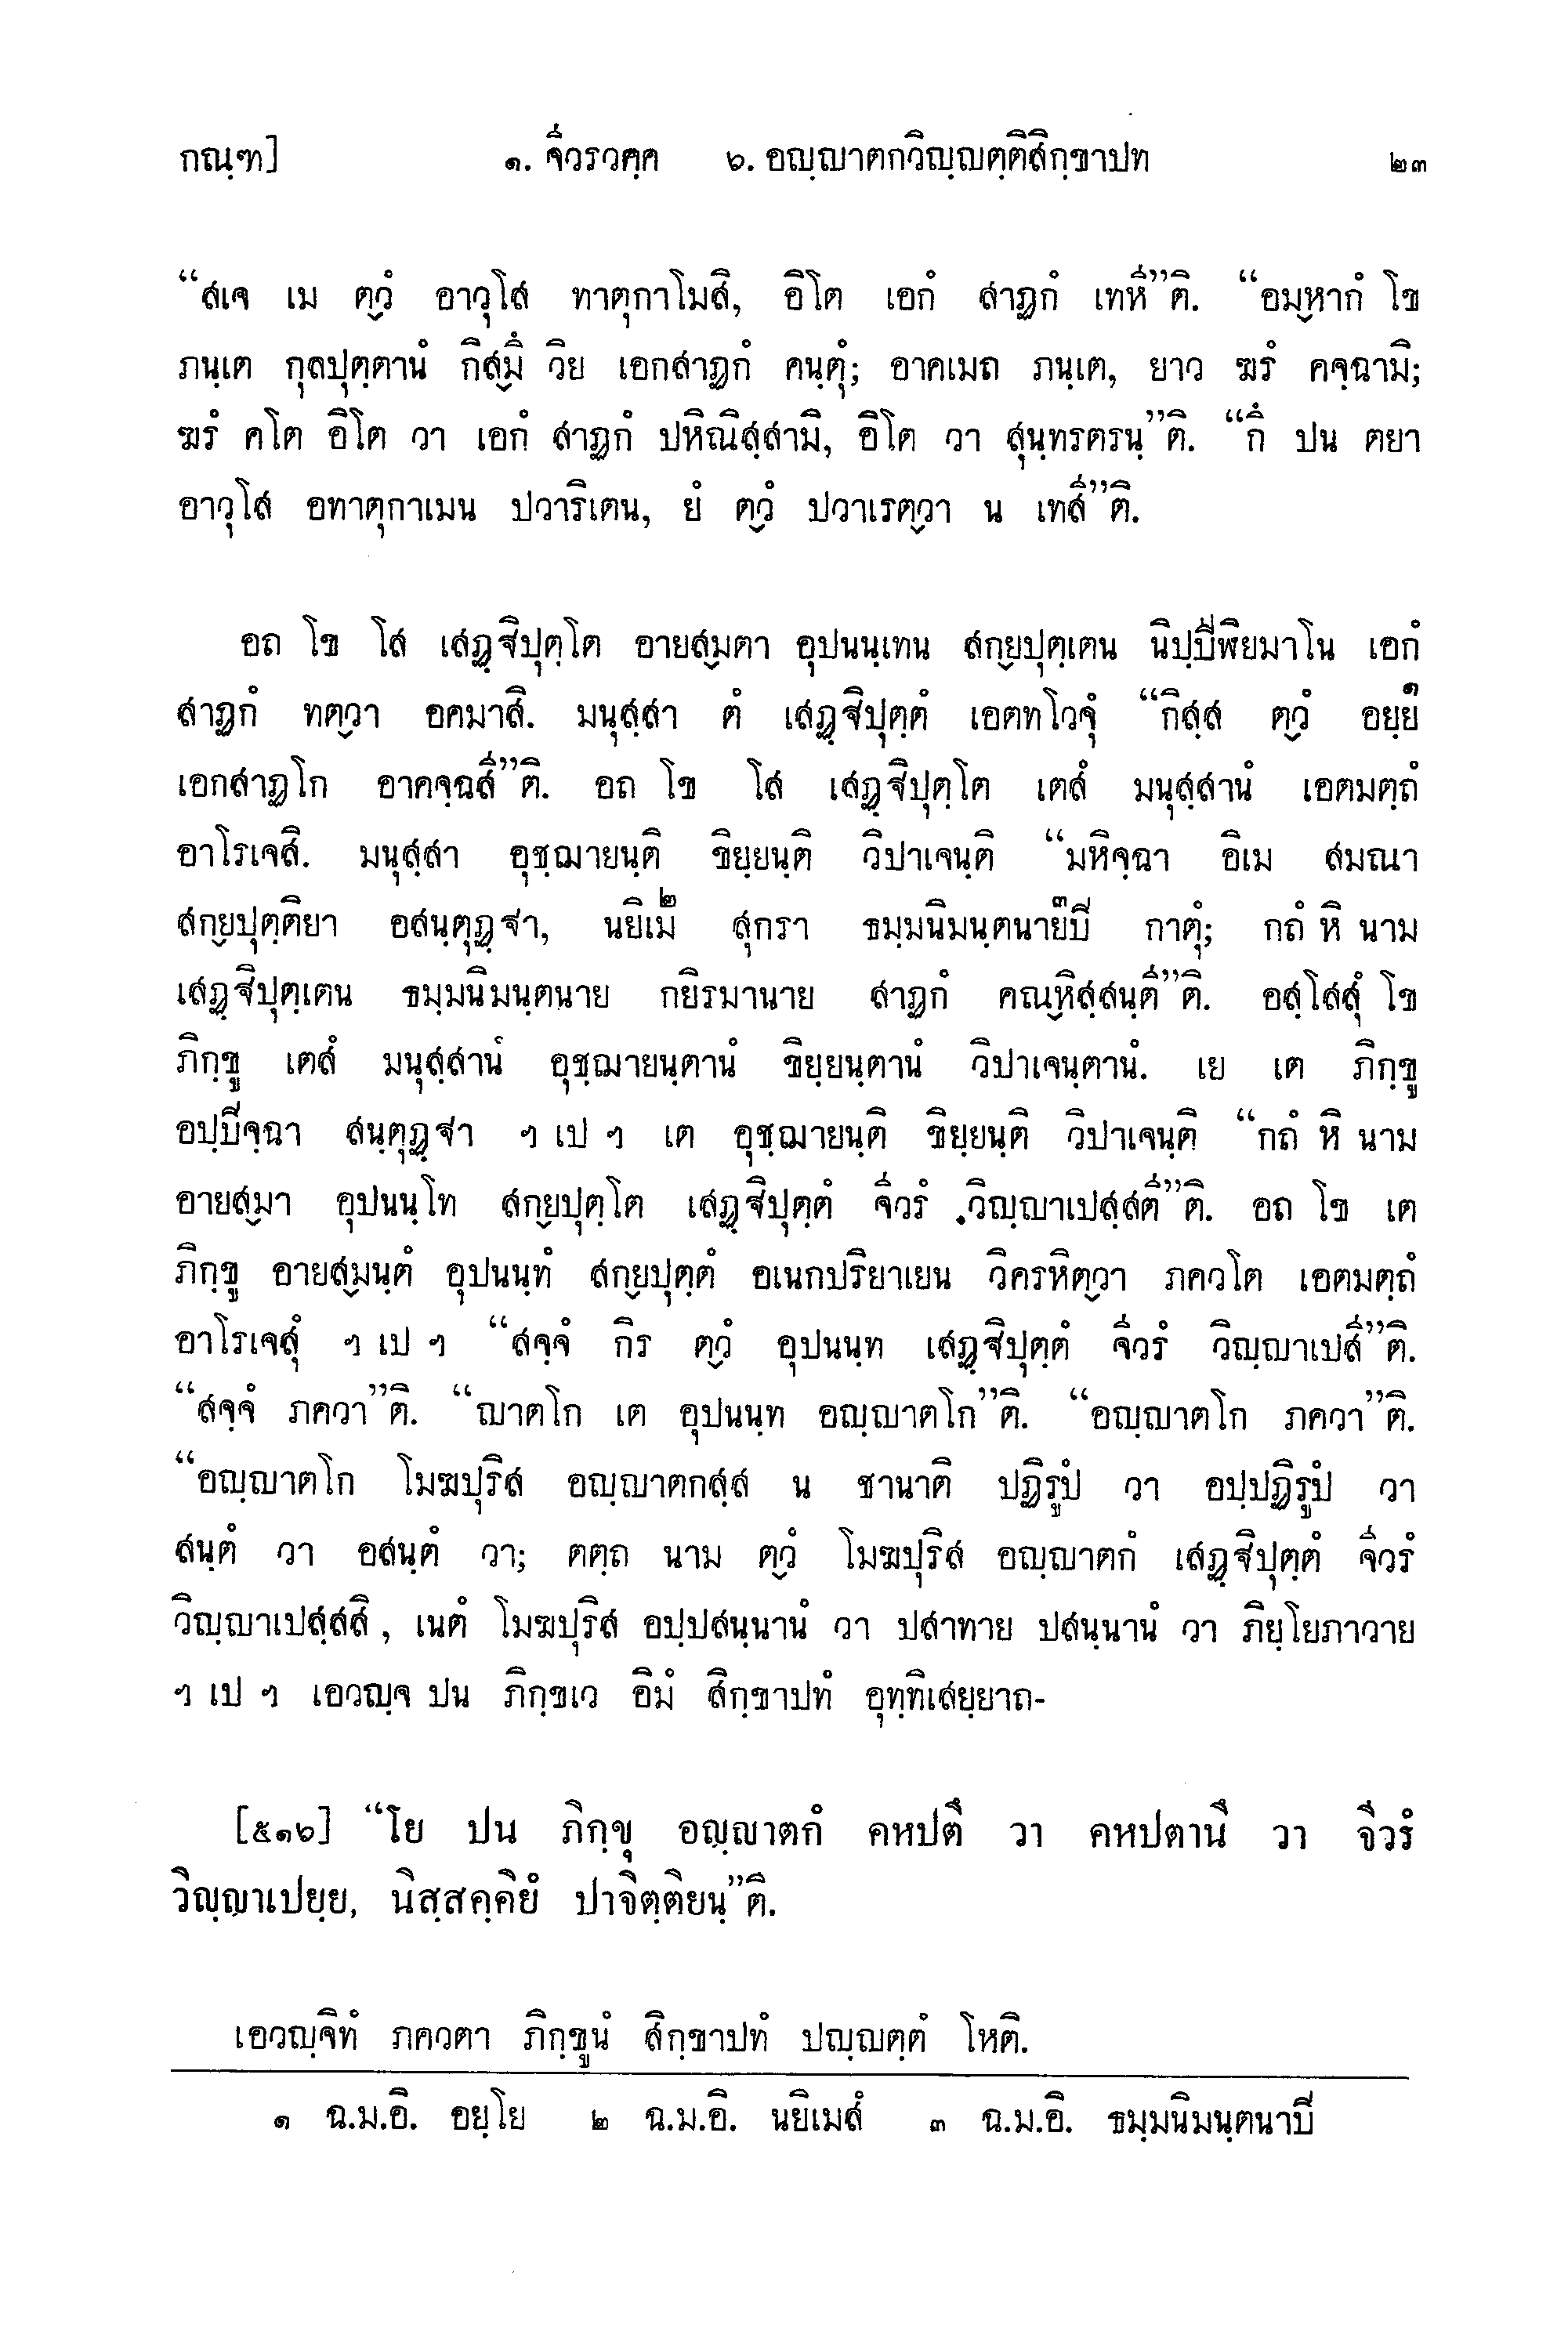 กณฺฑ]	๑. จีวรวคฺค	๖. อญฺญาตกวิญฺญตฺติสิกฺขาปท	๒๓
“สเจ เม ตฺวํ อาวุโส ทาตุกาโมสิ, อิโต เอกํ สาฏกํ เทหี”ติ. “อมฺหากํ โข
ภนฺเต กุลปุตฺตานํ กิสฺมึ วิย เอกสาฏกํ คนฺตุํ; อาคเมถ ภนฺเต, ยาว ฆรํ คจฺฉามิ;
ฆรํ คโต อิโต วา เอกํ สาฏกํ ปหิณิสฺสามิ, อิโต วา สุนฺทรตรนฺ”ติ. “กึ ปน ตยา
อาวุโส อทาตุกาเมน ปวาริเตน, ยํ ตฺวํ ปวาเรตฺวา น เทสี”ติ.
อถ โข โส เสฏฺฐิปุตฺโต อายสฺมตา อุปนนฺเทน สกฺยปุตฺเตน นิปฺปีฬิยมาโน เอกํ
สาฏกํ ทตฺวา อคมาสิ. มนุสฺสา ตํ เสฏฺฐิปุตฺตํ เอตทโวจุํ “กิสฺส ตฺวํ อยฺย๑
เอกสาฏโก อาคจฺฉสี”ติ. อถ โข โส เสฏฺฐิปุตฺโต เตสํ มนุสฺสานํ เอตมตฺถํ
อาโรเจสิ. มนุสฺสา อุชฺฌายนฺติ ขิยฺยนฺติ วิปาเจนฺติ “มหิจฺฉา อิเม สมณา
สกฺยปุตฺติยา อสนฺตุฏฺฐา, นยิเม๒ สุกรา ธมฺมนิมนฺตนาย๓ปิ กาตุํ; กถํ หิ นาม
เสฏฺฐิปุตฺเตน ธมฺมนิมนฺตนาย กยิรมานาย สาฏกํ คณฺหิสฺสนฺตี”ติ. อสฺโสสุํ โข
ภิกฺขู เตสํ มนุสฺสานํ อุชฺฌายนฺตานํ ขิยฺยนฺตานํ วิปาเจนฺตานํ. เย เต ภิกฺขู
อปฺปิจฺฉา สนฺตุฏฺฐา ฯ เป ฯ เต อุชฺฌายนฺติ ขิยฺยนฺติ วิปาเจนฺติ “กถํ หิ นาม
อายสฺมา อุปนนฺโท สกฺยปุตฺโต เสฏฺฐิปุตฺตํ จีวรํ วิญฺญาเปสฺสตี”ติ. อถ โข เต
ภิกฺขู อายสฺมนฺตํ อุปนนฺทํ สกฺยปุตฺตํ อเนกปริยาเยน วิครหิตฺวา ภควโต เอตมตฺถํ
อาโรเจสุํ ฯ เป ฯ “สจฺจํ กิร ตฺวํ อุปนนฺท เสฏฺฐิปุตฺตํ จีวรํ วิญฺญาเปสี”ติ.
“สจฺจํ ภควา”ติ. “ญาตโก เต อุปนนฺท อญฺญาตโก”ติ. “อญฺญาตโก ภควา”ติ.
“อญฺญาตโก โมฆปุริส อญฺญาตกสฺส น ชานาติ ปฏิรูปํ วา อปฺปฏิรูปํ วา
สนฺตํ วา อสนฺตํ วา; ตตฺถ นาม ตฺวํ โมฆปุริส อญฺญาตกํ เสฏฺฐิปุตฺตํ จีวรํ
วิญฺญาเปสฺสสิ, เนตํ โมฆปุริส อปฺปสนฺนานํ วา ปสาทาย ปสนฺนานํ วา ภิยฺโยภาวาย
ฯ เป ฯ เอวญฺจ ปน ภิกฺขเว อิมํ สิกฺขาปทํ อุทฺทิเสยฺยาถ-
[๕๑๖] “โย ปน ภิกฺขุ อญฺญาตกํ คหปตึ วา คหปตานึ วา จีวรํ
วิญฺญาเปยฺย, นิสฺสคฺคิยํ ปาจิตฺติยนฺ”ติ.
เอวญฺจิทํ ภควตา ภิกฺขูนํ สิกฺขาปทํ ปญฺญตฺตํ โหติ.
๑ ฉ.ม.อิ. อยฺโย ๒ ฉ.ม.อิ. นยิเมสํ ๓ ฉ.ม.อิ. ธมฺมนิมนฺตนาปิ